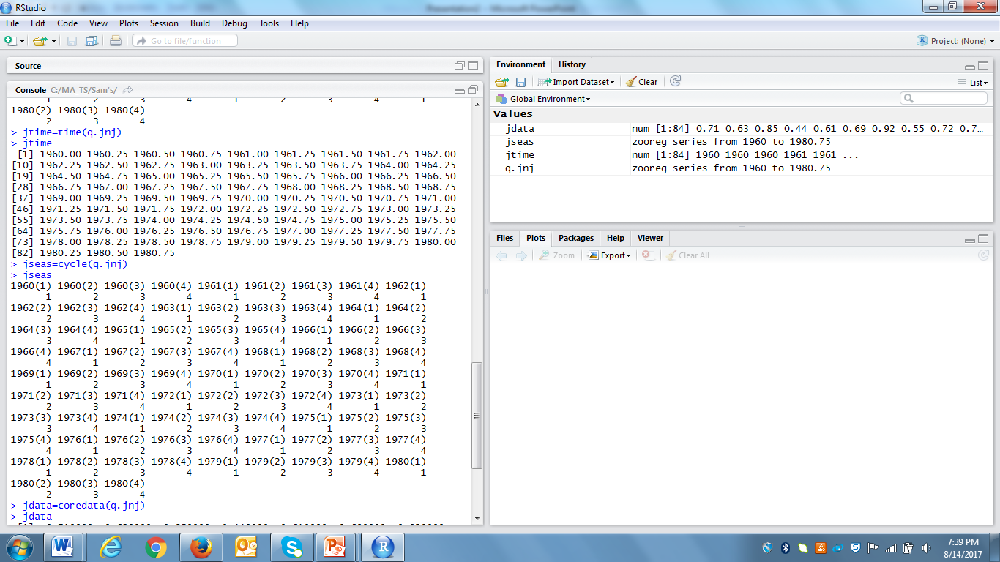 RStudio
Presentation2 - Microsoft PowerPoint
File Edit Code View Plots Session Build Debug Tools Help
Go to file/function
Project: (None)
Source
Console C:/MA_TS/Sam's/
1 2 3 4 1 2 3 4 1
1980(2) 1980(3) 1980(4)
2 3 4
> jtime=time(q.jnj)
> jtime
[1] 1960.00 1960.25 1960.50 1960.75 1961.00 1961.25 1961.50 1961.75 1962.00
[10] 1962.25 1962.50 1962.75 1963.00 1963.25 1963.50 1963.75 1964.00 1964.25
[19] 1964.50 1964.75 1965.00 1965.25 1965.50 1965.75 1966.00 1966.25 1966.50
[28] 1966.75 1967.00 1967.25 1967.50 1967.75 1968.00 1968.25 1968.50 1968.75
[37] 1969.00 1969.25 1969.50 1969.75 1970.00 1970.25 1970.50 1970.75 1971.00
[46] 1971.25 1971.50 1971.75 1972.00 1972.25 1972.50 1972.75 1973.00 1973.25
[55] 1973.50 1973.75 1974.00 1974.25 1974.50 1974.75 1975.00 1975.25 1975.50
[64] 1975.75 1976.00 1976.25 1976.50 1976.75 1977.00 1977.25 1977.50 1977.75
[73] 1978.00 1978.25 1978.50 1978.75 1979.00 1979.25 1979.50 1979.75 1980.00
[82] 1980.25 1980.50 1980.75
> jseas=cycle(q.jnj)
> jseas
1960(1) 1960(2) 1960(3) 1960(4) 1961(1) 1961(2) 1961(3) 1961(4) 1962(1)
1 2 3 4 1 2 3 4 1
1962(2) 1962(3) 1962(4) 1963(1) 1963(2) 1963(3) 1963(4) 1964(1) 1964(2)
2 3 4 1 2 3 4 1 2
1964(3) 1964(4) 1965(1) 1965(2) 1965(3) 1965(4) 1966(1) 1966(2) 1966(3)
3 4 1 2 3 4 1 2 3
1966(4) 1967(1) 1967(2) 1967(3) 1967(4) 1968(1) 1968(2) 1968(3) 1968(4)
4 1 2 3 4 1 2 3 4
1969(1) 1969(2) 1969(3) 1969(4) 1970(1) 1970(2) 1970(3) 1970(4) 1971(1)
1 2 3 4 1 2 3 4 1
1971(2) 1971(3) 1971(4) 1972(1) 1972(2) 1972(3) 1972(4) 1973(1) 1973(2)
2 3 4 1 2 3 4 1 2
1973(3) 1973(4) 1974(1) 1974(2) 1974(3) 1974(4) 1975(1) 1975(2) 1975(3)
3 4 1 2 3 4 1 2 3
1975(4) 1976(1) 1976(2) 1976(3) 1976(4) 1977(1) 1977(2) 1977(3) 1977(4)
4 1 2 3 4 1 2 3 4
1978(1) 1978(2) 1978(3) 1978(4) 1979(1) 1979(2) 1979(3) 1979(4) 1980(1)
1 2 3 4 1 2 3 4 1
1980(2) 1980(3) 1980(4)
2 3 4
> jdata=coredata(q.jnj)
> jdata
Environment History
Import Dataset Clear List
Global Environment
Values
jdata num [1:84] 0.71 0.63 0.85 0.44 0.61 0.69 0.92 0.55 0.72 0.7…
jseas zooreg series from 1960 to 1980.75
jtime num [1:84] 1960 1960 1960 1961 1961 ...
q.jnj zooreg series from 1960 to 1980.75
Files Plots Packages Help Viewer
Zoom Export Clear All
7:39 PM
8/14/2017